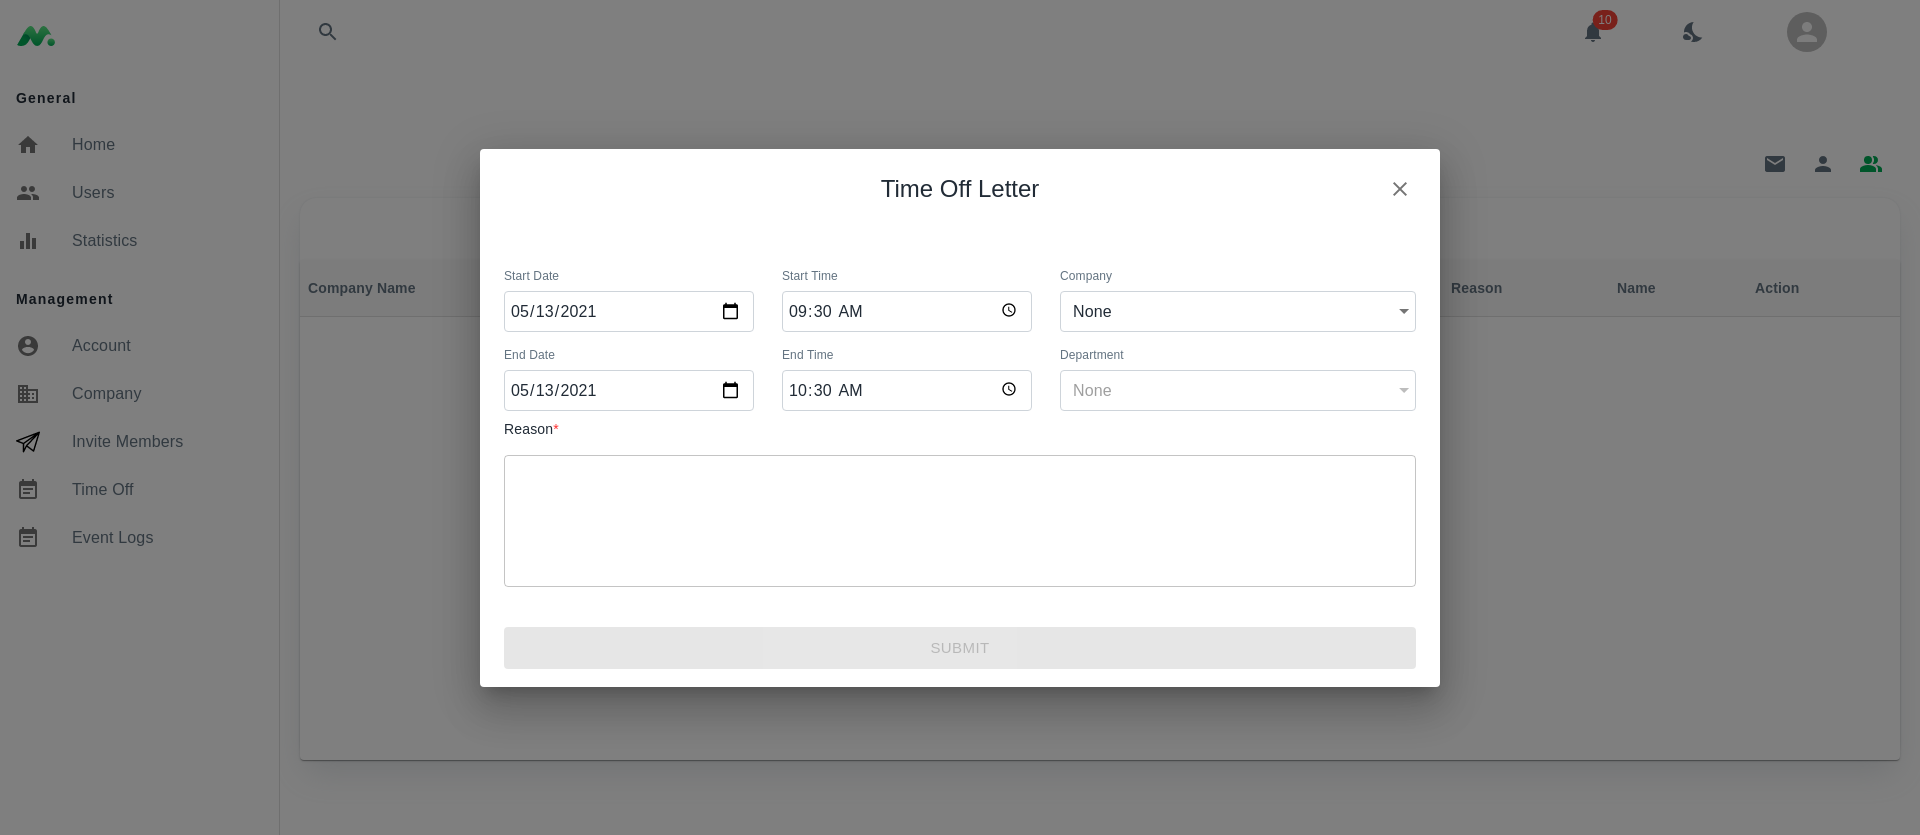 10
General
Home
Users
Statistics
Management
Account
Company
Invite Members
Time Off
Event Logs
Company Name
Reason
Name
Action
Time Off Letter
Start Date
Start Time
Company
05/13/2021
09:30 AM
None
End Date
End Time
Department
05/13/2021
10:30 AM
None
Reason*
SUBMIT